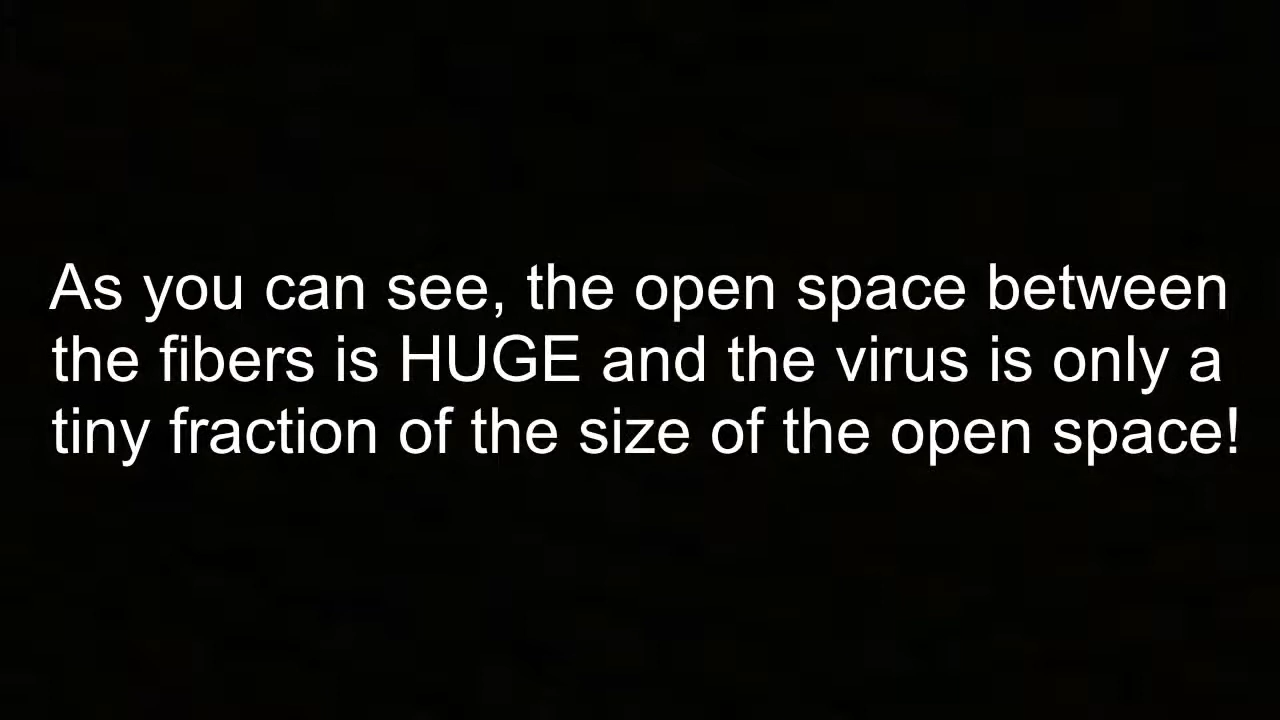 As you can see, the open space between
the fibers is HUGE and the virus is only a
tiny fraction of the size of the open space!